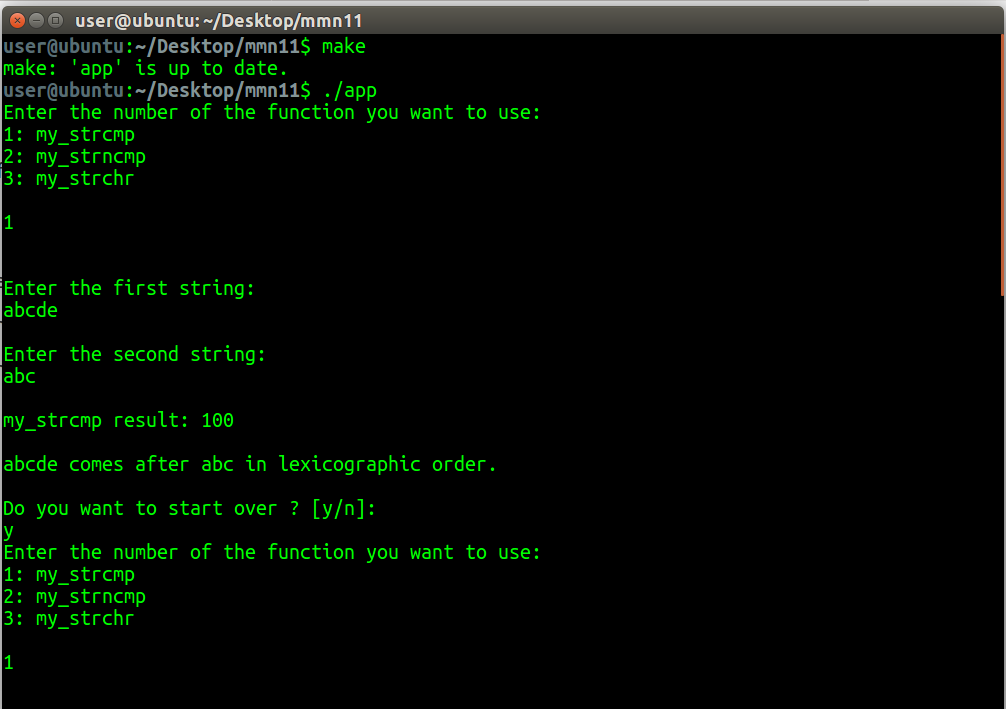 user@ubuntu: ~/Desktop/mmn11
user@ubuntu:~/Desktop/mmn11$ make
make: 'app' is up to date.
user@ubuntu:~/Desktop/mmn11$ ./app
Enter the number of the function you want to use:
1: my_strcmp
2: my_strncmp
3: my_strchr
1
Enter the first string:
abcde
Enter the second string:
abc
my_strcmp result: 100
abcde comes after abc in lexicographic order.
Do you want to start over ? [y/n]:
y
Enter the number of the function you want to use:
1: my_strcmp
2: my_strncmp
3: my_strchr
1